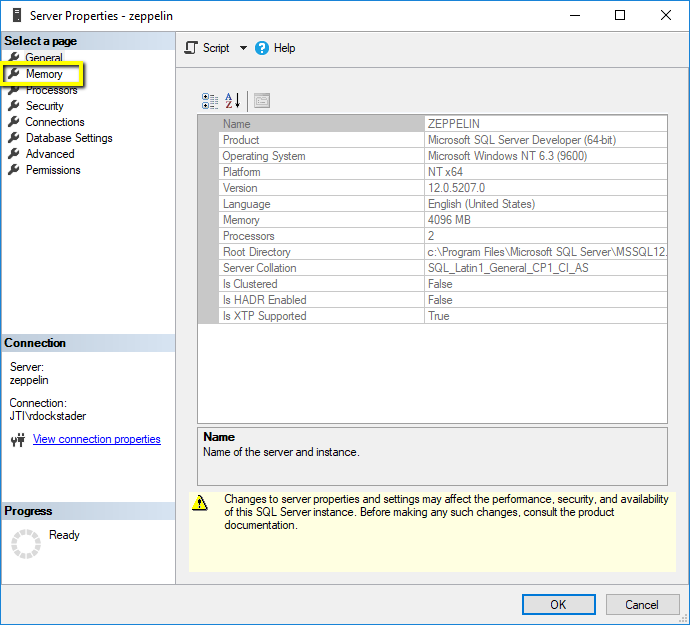 Server Properties - zeppelin
Select a page
General
Memory
Processors
Security
Connections
Database Settings
Advanced
Permissions
Connection
Server:
zeppelin
Connection:
JTI\rdockstader
View connection properties
Progress
Ready
Script
Help
Name ZEPPELIN
Product Microsoft SQL Server Developer (64-bit)
Operating System Microsoft Windows NT 6.3 (9600)
Platform NT x64
Version 12.0.5207.0
Language English (United States)
Memory 4096 MB
Processors 2
Root Directory c:\Program Files\Microsoft SQL Server\MSSQL12.
Server Collation SQL_Latin1_General_CP1_CI_AS
Is Clustered False
Is HADR Enabled False
Is XTP Supported True
Name
Name of the server and instance.
Changes to server properties and settings may affect the performance, security, and availability
of this SQL Server instance. Before making any such changes, consult the product
documentation.
OK Cancel